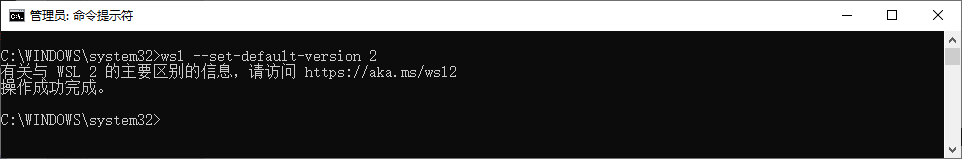 管理员: 命令提示符
C:\WINDOWS\system32>wsl --set-default-version 2
有关与 WSL 2 的主要区别的信息，请访问 https://aka.ms/wsl2
操作成功完成。
C:\WINDOWS\system32>